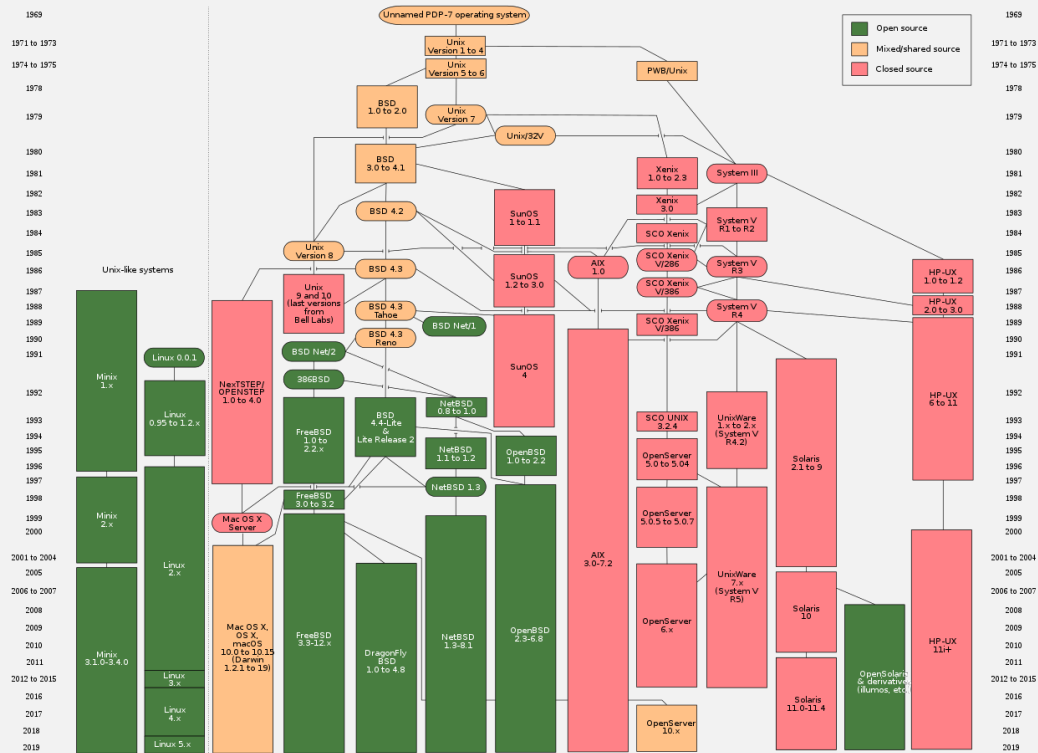 1969
1971 to 1973
1974 to 1975
1978
1979
1980
1981
1982
1983
1985
1986
1987
1988
1989
1990
1991
1992
1993
1994
1995
1996
1997
1998
1999
2000
2001 to 2004
2005
2006 to 2007
2008
2009
2010
2011
2012 to 2015
2016
2017
2018
2019
Unnamed PDP-7 operating system
Open source
Mixed/shared source
Closed source
Unix
Version 1 to 4
Unix
Version 5 to 6
PWB/Unix
BSD
1.0 to 2.0
Unix
Version 7
Unix/32V
BSD
3.0 to 4.1
Xenix
1.0 to 2.3
System III
Xenix
3.0
SunOS
1 to 1.1
BSD 4.2
System V
R1 to R2
SCO Xenix
Unix
Version 8
SCO Xenix
V/286
AIX
1.0
BSD 4.3
System V
R3
SunOS
1.2 to 3.0
HP-UX
1.0 to 1.2
Unix-like systems
SCO Xenix
V/386
Unix
9 and 10
(last versions
from
Bell Labs)
HP-UX
2.0 to 3.0
BSD 4.3
Tahoe
System V
R4
BSD Net/1
SCO Xenix
V/386
BSD 4.3
Reno
BSD Net/2
Linux 0.0.1
Minix
1.x
386BSD
SunOS
4
NexTSTEP/
OPENSTEP
1.0 to 4.0
HP-UX
6 to 11
Linux
0.95 to 1.2.x
NetBSD
0.8 to 1.0
FreeBSD
1.0 to
2.2.x
BSD
4.4-Lite
&
Lite Release 2
SCO UNIX
3.2.4
UnixWare
1.x to 2.x
(System V
R4.2)
NetBSD
1.1 to 1.2
OpenBSD
1.0 to 2.2
OpenServer
5.0 to 5.04
Solaris
2.1 to 9
NetBSD 1.3
FreeBSD
3.0 to 3.2
Minix
2.x
Mac OS X
Server
OpenServer
5.0.5 to 5.0.7
Linux
2.x
AIX
3.0-7.2
UnixWare
7.x
(System V
R5)
Solaris
10
OpenServer
6.x
Minix
3.1.0-3.4.0
Mac OS X,
OS X,
macOS
10.0 to 10.15
(Darwin
1.2.1 to 19)
FreeBSD
3.3-12.x
DragonFly
BSD
1.0 to 4.8
NetBSD
1.3-8.1
OpenBSD
2.3-6.8
HP-UX
11i+
Linux
3.x
OpenSolaris
& derivatives
(illumos, etc.)
Solaris
11.0-11.4
Linux
4.x
OpenServer
10.x
Linux 5.x
1969
1971 to 1973
1974 to 1975
1978
1979
1980
1981
1982
1983
1985
1986
1987
1988
1989
1990
1991
1992
1993
1994
1995
1996
1997
1998
1999
2000
2001 to 2004
2005
2006 to 2007
2008
2009
2010
2011
2012 to 2015
2016
2017
2018
2019